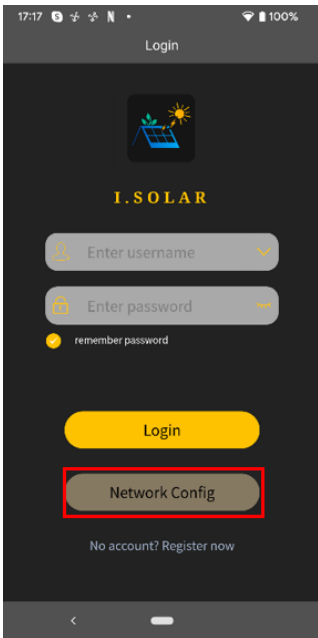 17:17 S N • 100%
Login
I.SOLAR
Enter username
Enter password
remember password
Login
Network Config
No account? Register now